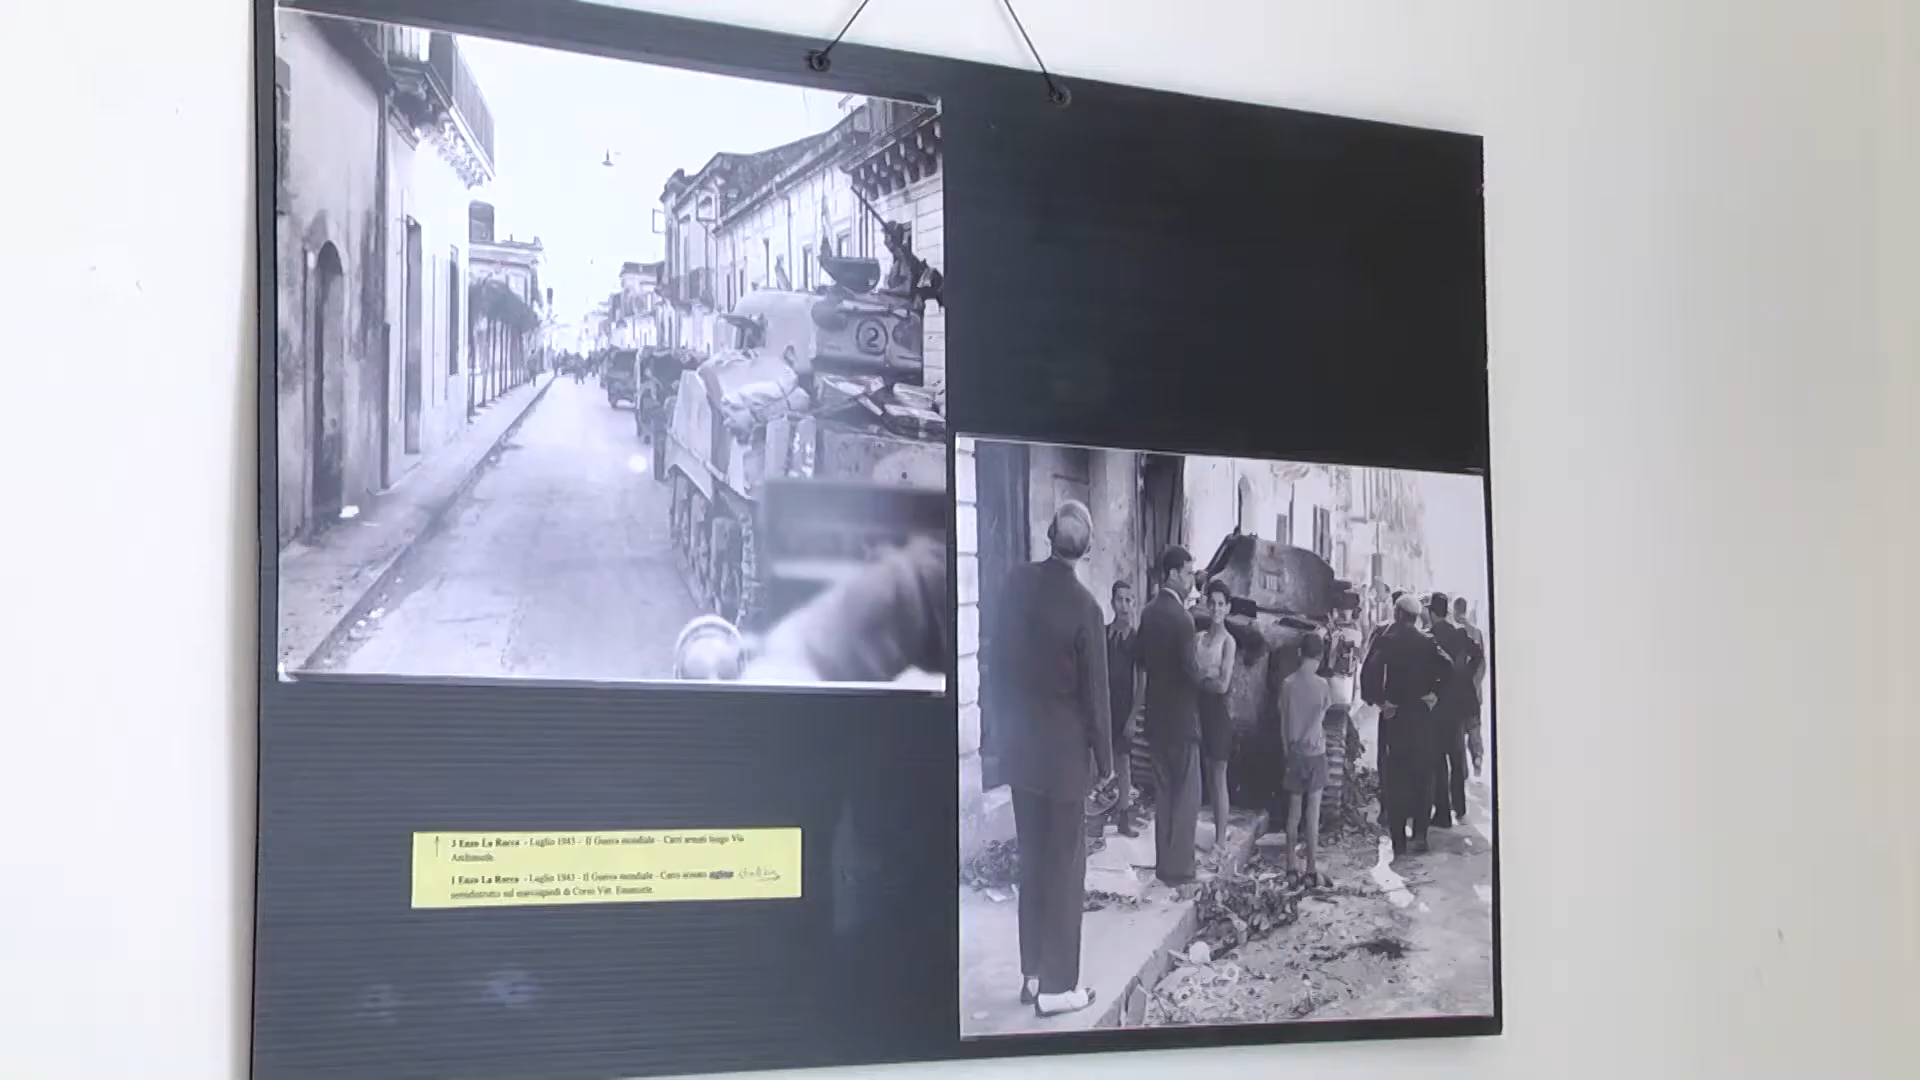 2
3 Enzo La Rocca - Luglio 1943 - II Guerra mondiale - Carri armati lungo Via
Archimede.
1 Enzo La Rocca - Luglio 1943 - II Guerra mondiale - Carro armato inglese
semidistrutto sul marciapiedi di Corso Vitt. Emanuele.